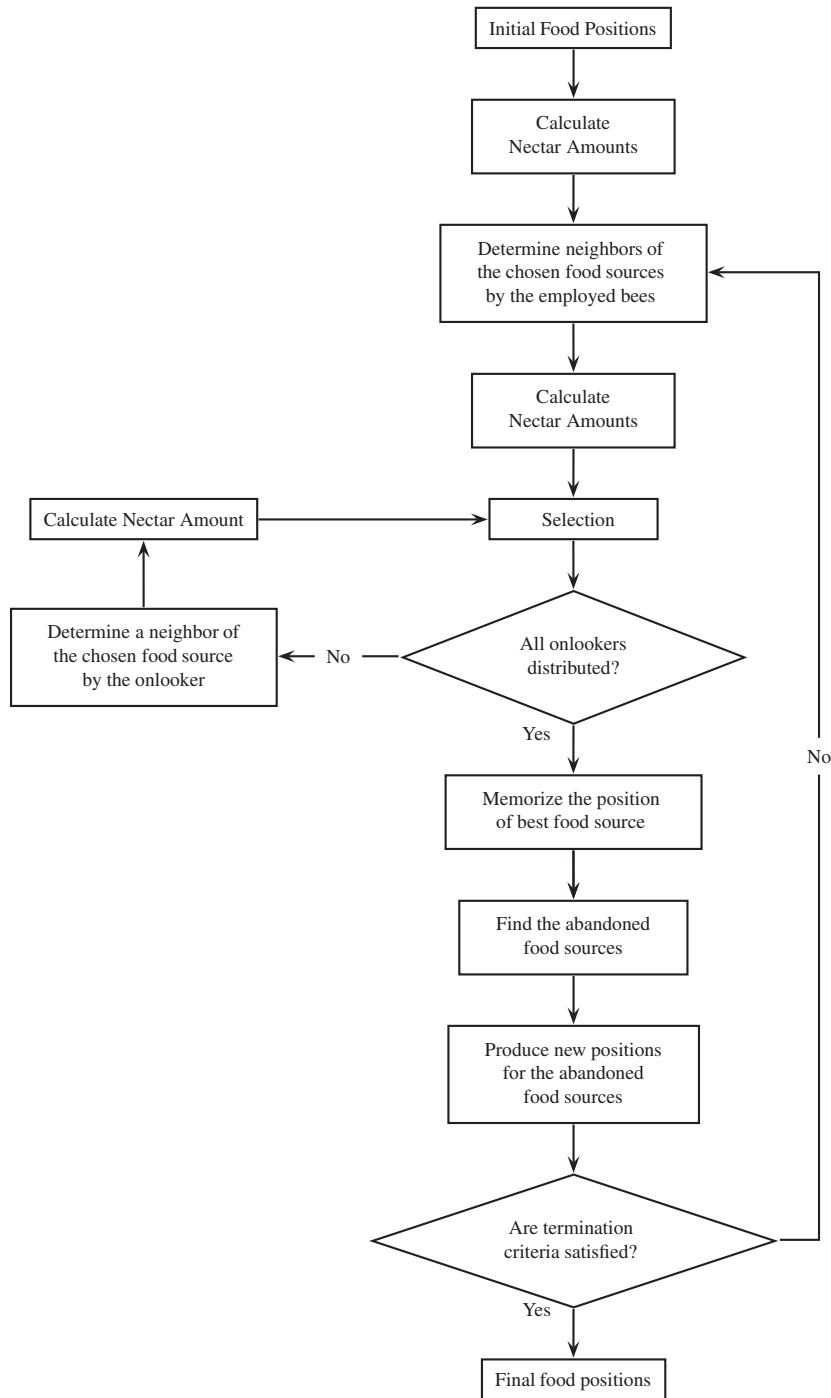 Initial Food Positions
Calculate
Nectar Amounts
Determine neighbors of
the chosen food sources
by the employed bees
Calculate
Nectar Amounts
Calculate Nectar Amount
Selection
Determine a neighbor of
the chosen food source
by the onlooker
No
All onlookers
distributed?
Yes
No
Memorize the position
of best food source
Find the abandoned
food sources
Produce new positions
for the abandoned
food sources
Are termination
criteria satisfied?
Yes
Final food positions